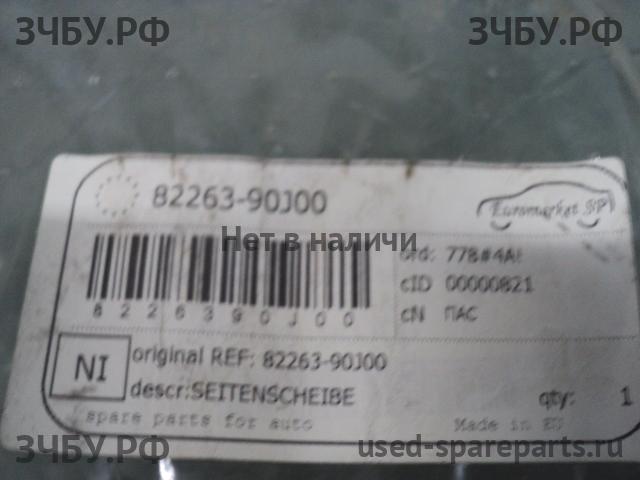 ЗЧБУ.РФ ЗЧБУ.РФ
82263-90J00
Euromarket SP
Нет в наличи
ord: 778#4A
cID 00000821
8 2 2 6 3 9 0 J 0 0
cN ПАС
NI
original REF: 82263-90J00
descr:SEITENSCHEIBE
qty: 1
spare parts for auto
Made in EU
ЗЧБУ.РФ
used-spareparts.ru